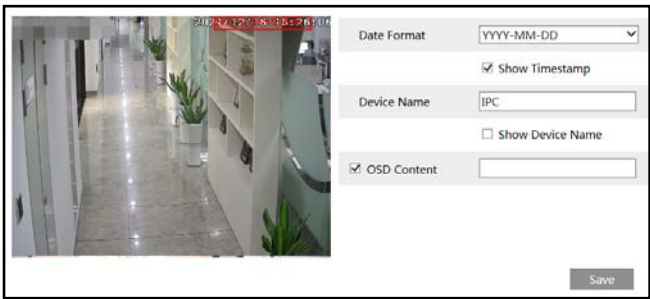 Date Format
YYYY-MM-DD
Show Timestamp
Device Name
IPC
Show Device Name
OSD Content
Save